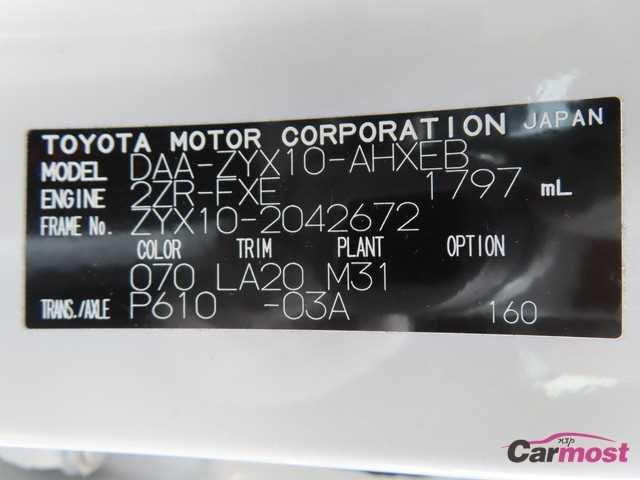 TOYOTA MOTOR CORPORATION JAPAN
MODEL DAA-ZYX10-AHXEB
ENGINE 2ZR-FXE 1797 mL
FRAME No. ZYX10-2042672
COLOR TRIM PLANT OPTION
070 LA20 M31
TRANS./AXLE P610 -03A 160
Carmost